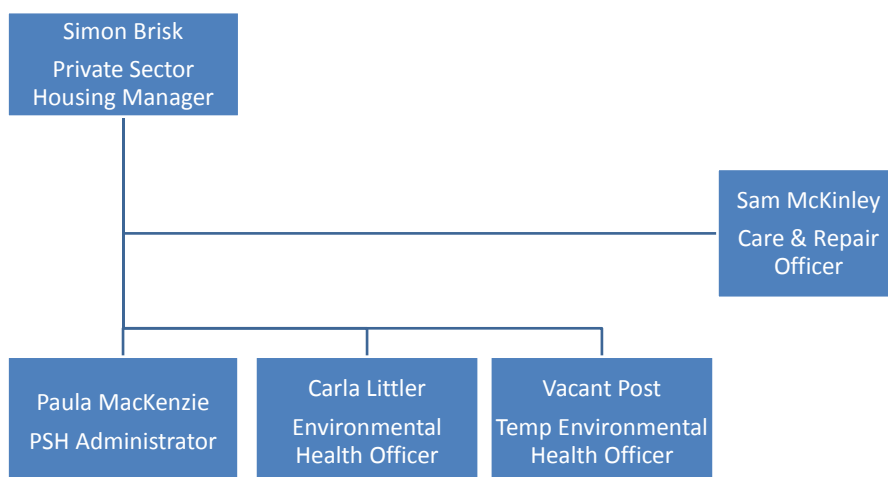 Simon Brisk
Private Sector
Housing Manager
Sam McKinley
Care & Repair
Officer
Paula MacKenzie
PSH Administrator
Carla Littler
Environmental
Health Officer
Vacant Post
Temp Environmental
Health Officer